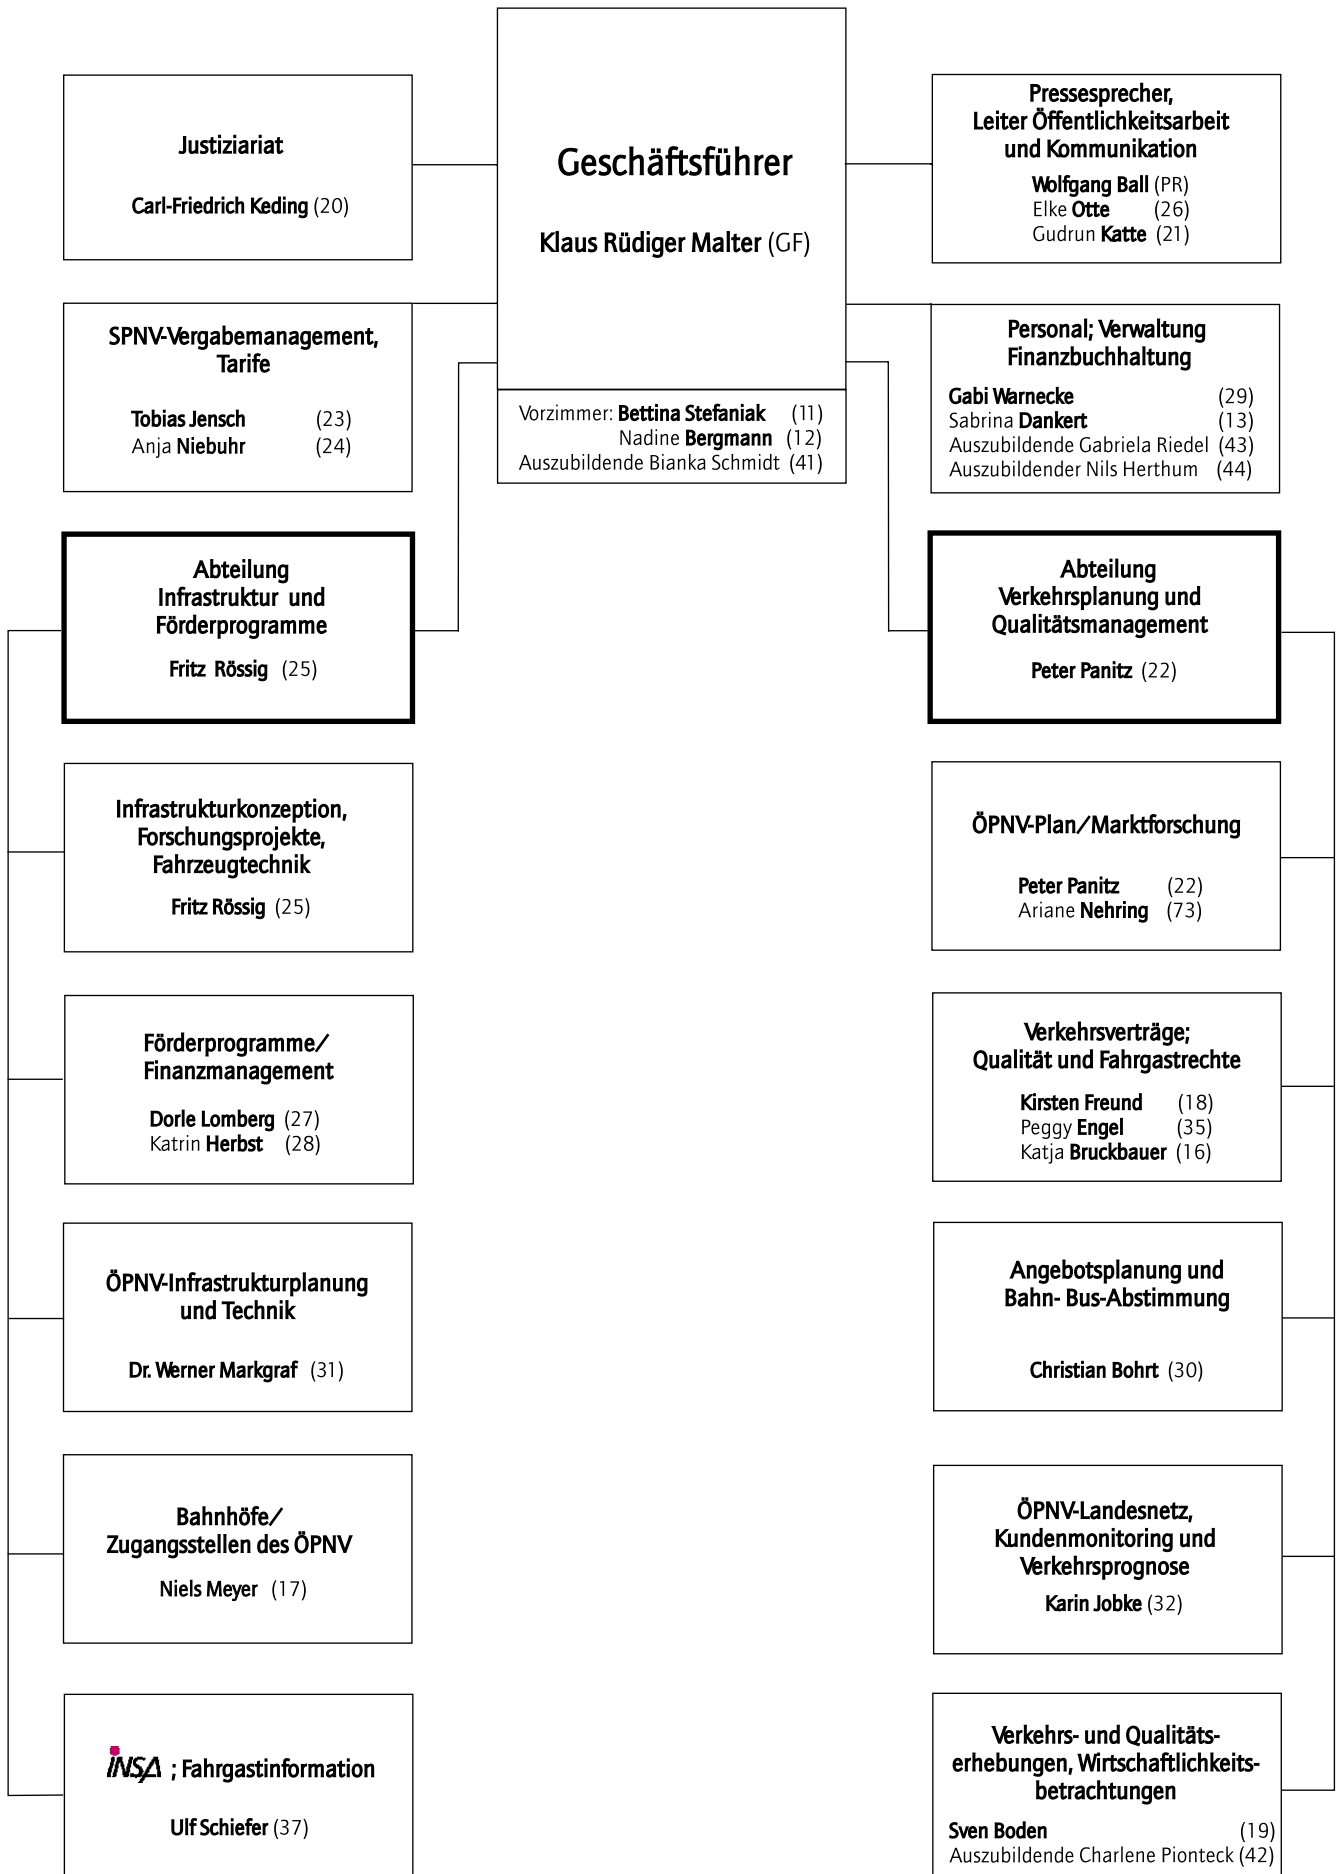 Geschäftsführer
Klaus Rüdiger Malter (GF)
Vorzimmer: Bettina Stefaniak (11)
Nadine Bergmann (12)
Auszubildende Bianka Schmidt (41)
Justiziariat
Carl-Friedrich Keding (20)
SPNV-Vergabemanagement,
Tarife
Tobias Jensch (23)
Anja Niebuhr (24)
Pressesprecher,
Leiter Öffentlichkeitsarbeit
und Kommunikation
Wolfgang Ball (PR)
Elke Otte (26)
Gudrun Katte (21)
Personal; Verwaltung
Finanzbuchhaltung
Gabi Warnecke (29)
Sabrina Dankert (13)
Auszubildende Gabriela Riedel (43)
Auszubildender Nils Herthum (44)
Abteilung
Infrastruktur und
Förderprogramme
Fritz Rössig (25)
Infrastrukturkonzeption,
Forschungsprojekte,
Fahrzeugtechnik
Fritz Rössig (25)
Förderprogramme/
Finanzmanagement
Dorle Lomberg (27)
Katrin Herbst (28)
ÖPNV-Infrastrukturplanung
und Technik
Dr. Werner Markgraf (31)
Bahnhöfe/
Zugangsstellen des ÖPNV
Niels Meyer (17)
iNSA ; Fahrgastinformation
Ulf Schiefer (37)
Abteilung
Verkehrsplanung und
Qualitätsmanagement
Peter Panitz (22)
ÖPNV-Plan/Marktforschung
Peter Panitz (22)
Ariane Nehring (73)
Verkehrsverträge;
Qualität und Fahrgastrechte
Kirsten Freund (18)
Peggy Engel (35)
Katja Bruckbauer (16)
Angebotsplanung und
Bahn- Bus-Abstimmung
Christian Bohrt (30)
ÖPNV-Landesnetz,
Kundenmonitoring und
Verkehrsprognose
Karin Jobke (32)
Verkehrs- und Qualitäts-
erhebungen, Wirtschaftlichkeits-
betrachtungen
Sven Boden (19)
Auszubildende Charlene Pionteck (42)